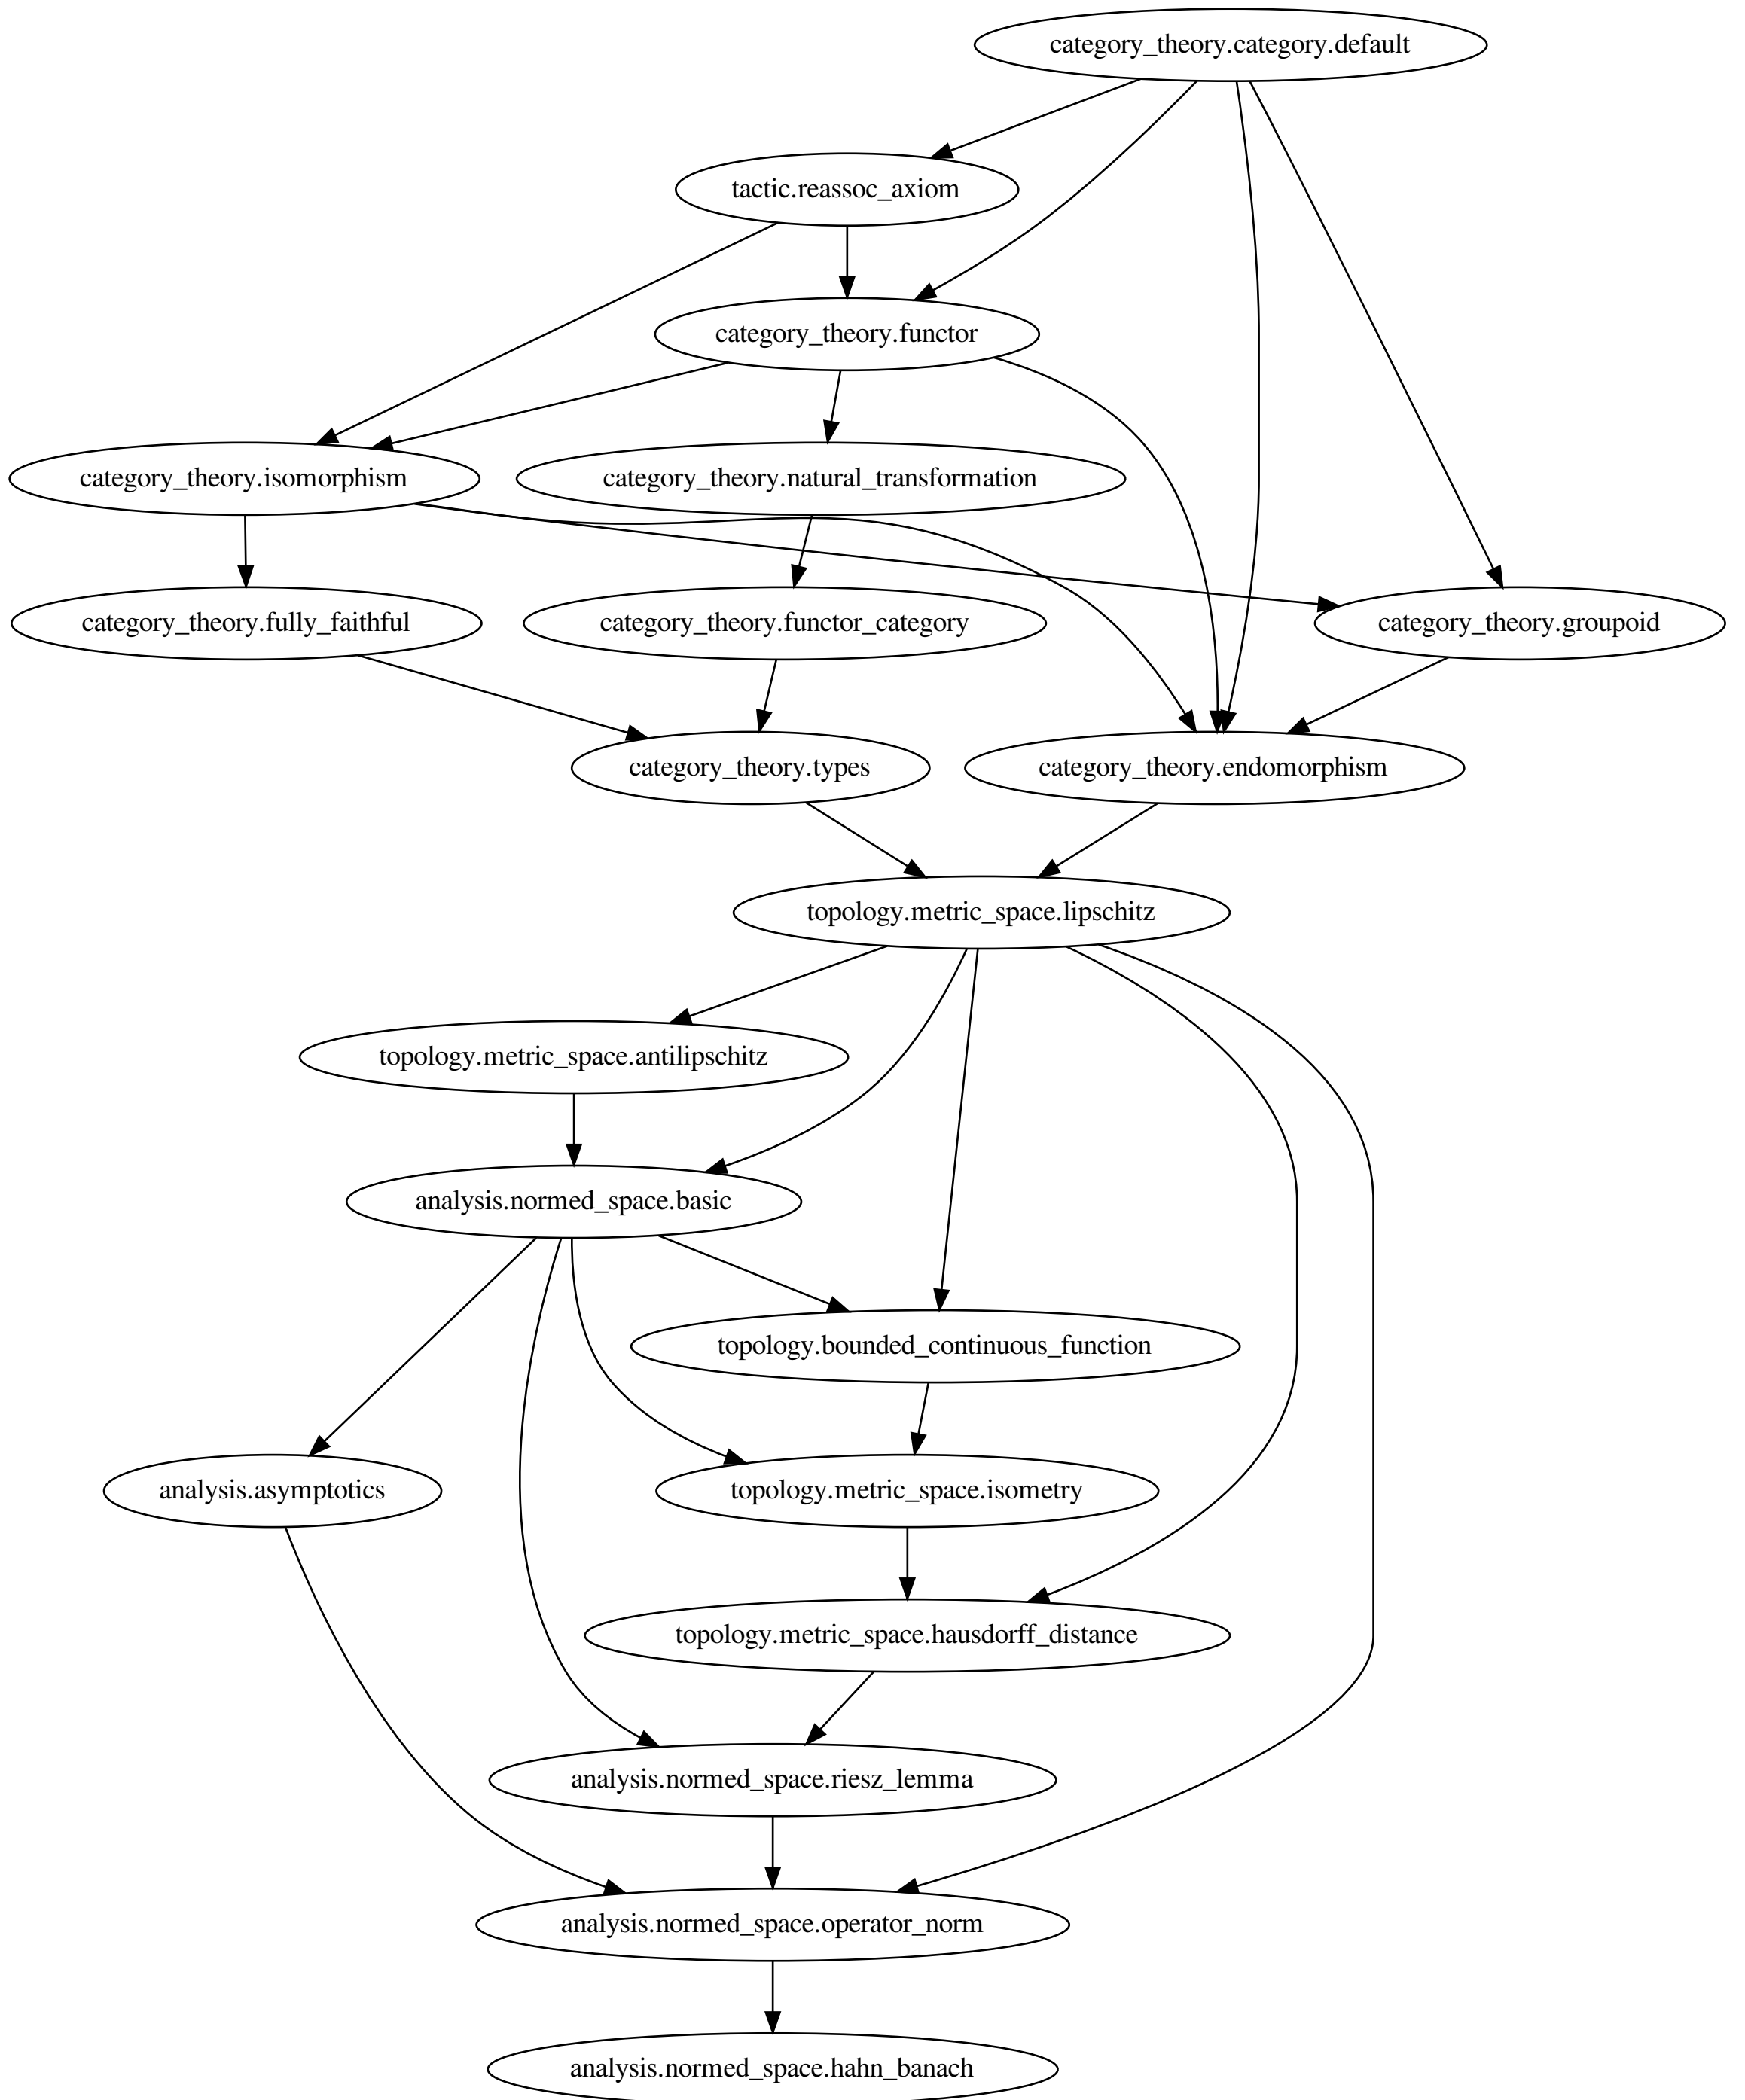 category_theory.category.default
tactic.reassoc_axiom
category_theory.functor
category_theory.isomorphism
category_theory.natural_transformation
category_theory.fully_faithful
category_theory.functor_category
category_theory.groupoid
category_theory.types
category_theory.endomorphism
topology.metric_space.lipschitz
topology.metric_space.antilipschitz
analysis.normed_space.basic
topology.bounded_continuous_function
analysis.asymptotics
topology.metric_space.isometry
topology.metric_space.hausdorff_distance
analysis.normed_space.riesz_lemma
analysis.normed_space.operator_norm
analysis.normed_space.hahn_banach